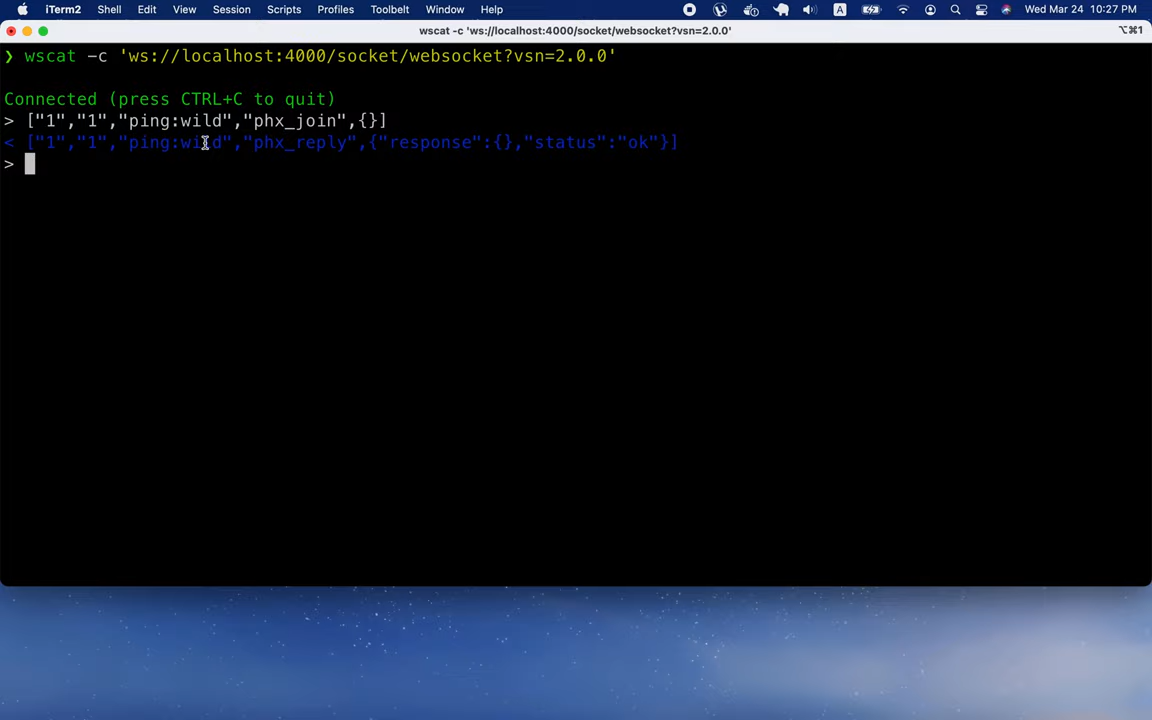 iTerm2 Shell Edit View Session Scripts Profiles Toolbelt Window Help A Wed Mar 24 10:27 PM
wscat -c 'ws://localhost:4000/socket/websocket?vsn=2.0.0' ⌥⌘1
❯ wscat -c 'ws://localhost:4000/socket/websocket?vsn=2.0.0'
Connected (press CTRL+C to quit)
> ["1","1","ping:wild","phx_join",{}]
< ["1","1","ping:wild","phx_reply",{"response":{},"status":"ok"}]
>